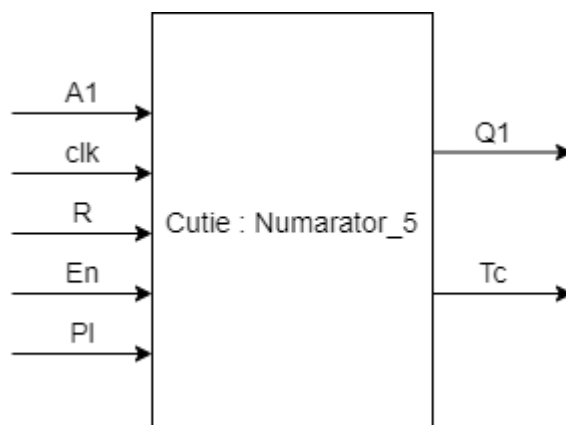 A1
clk
R
En
Pl
Cutie : Numarator_5
Q1
Tc